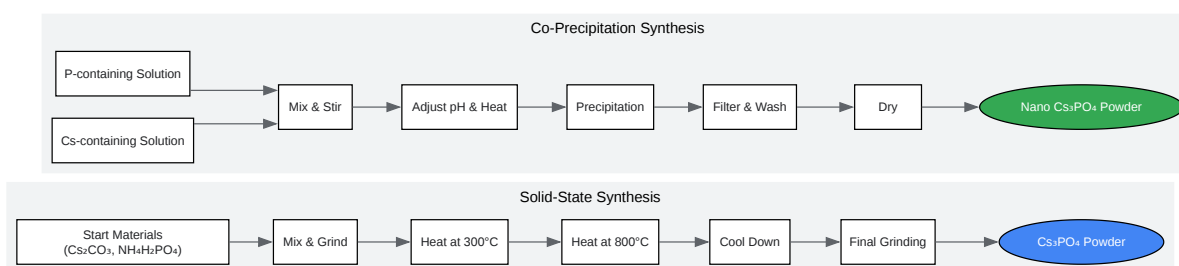 Co-Precipitation Synthesis
P-containing Solution
Cs-containing Solution
Mix & Stir
Adjust pH & Heat
Precipitation
Filter & Wash
Dry
Nano Cs₃PO₄ Powder
Solid-State Synthesis
Start Materials
(Cs₂CO₃, NH₄H₂PO₄)
Mix & Grind
Heat at 300°C
Heat at 800°C
Cool Down
Final Grinding
Cs₃PO₄ Powder